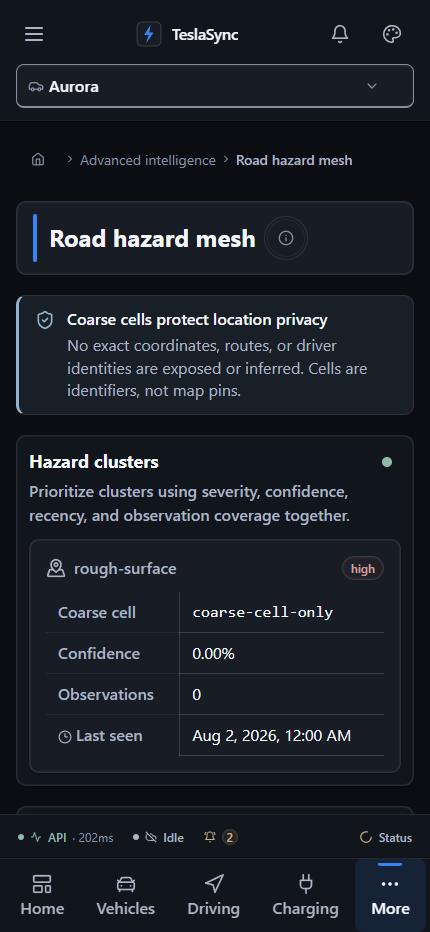 TeslaSync
Aurora
Advanced intelligence
Road hazard mesh
Road hazard mesh
Coarse cells protect location privacy
No exact coordinates, routes, or driver
identities are exposed or inferred. Cells are
identifiers, not map pins.
Hazard clusters
Prioritize clusters using severity, confidence,
recency, and observation coverage together.
rough-surface
high
Coarse cell
coarse-cell-only
Confidence
0.00%
Observations
0
Last seen
Aug 2, 2026, 12:00 AM
API · 202ms
Idle
2
Status
Home
Vehicles
Driving
Charging
More